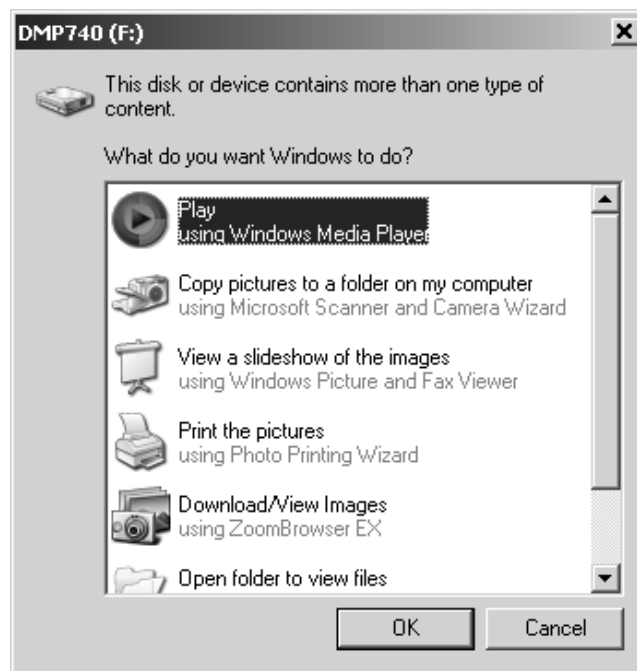 DMP740 (F:)
This disk or device contains more than one type of
content.
What do you want Windows to do?
Play
using Windows Media Player
Copy pictures to a folder on my computer
using Microsoft Scanner and Camera Wizard
View a slideshow of the images
using Windows Picture and Fax Viewer
Print the pictures
using Photo Printing Wizard
Download/View Images
using ZoomBrowser EX
Open folder to view files
OK
Cancel